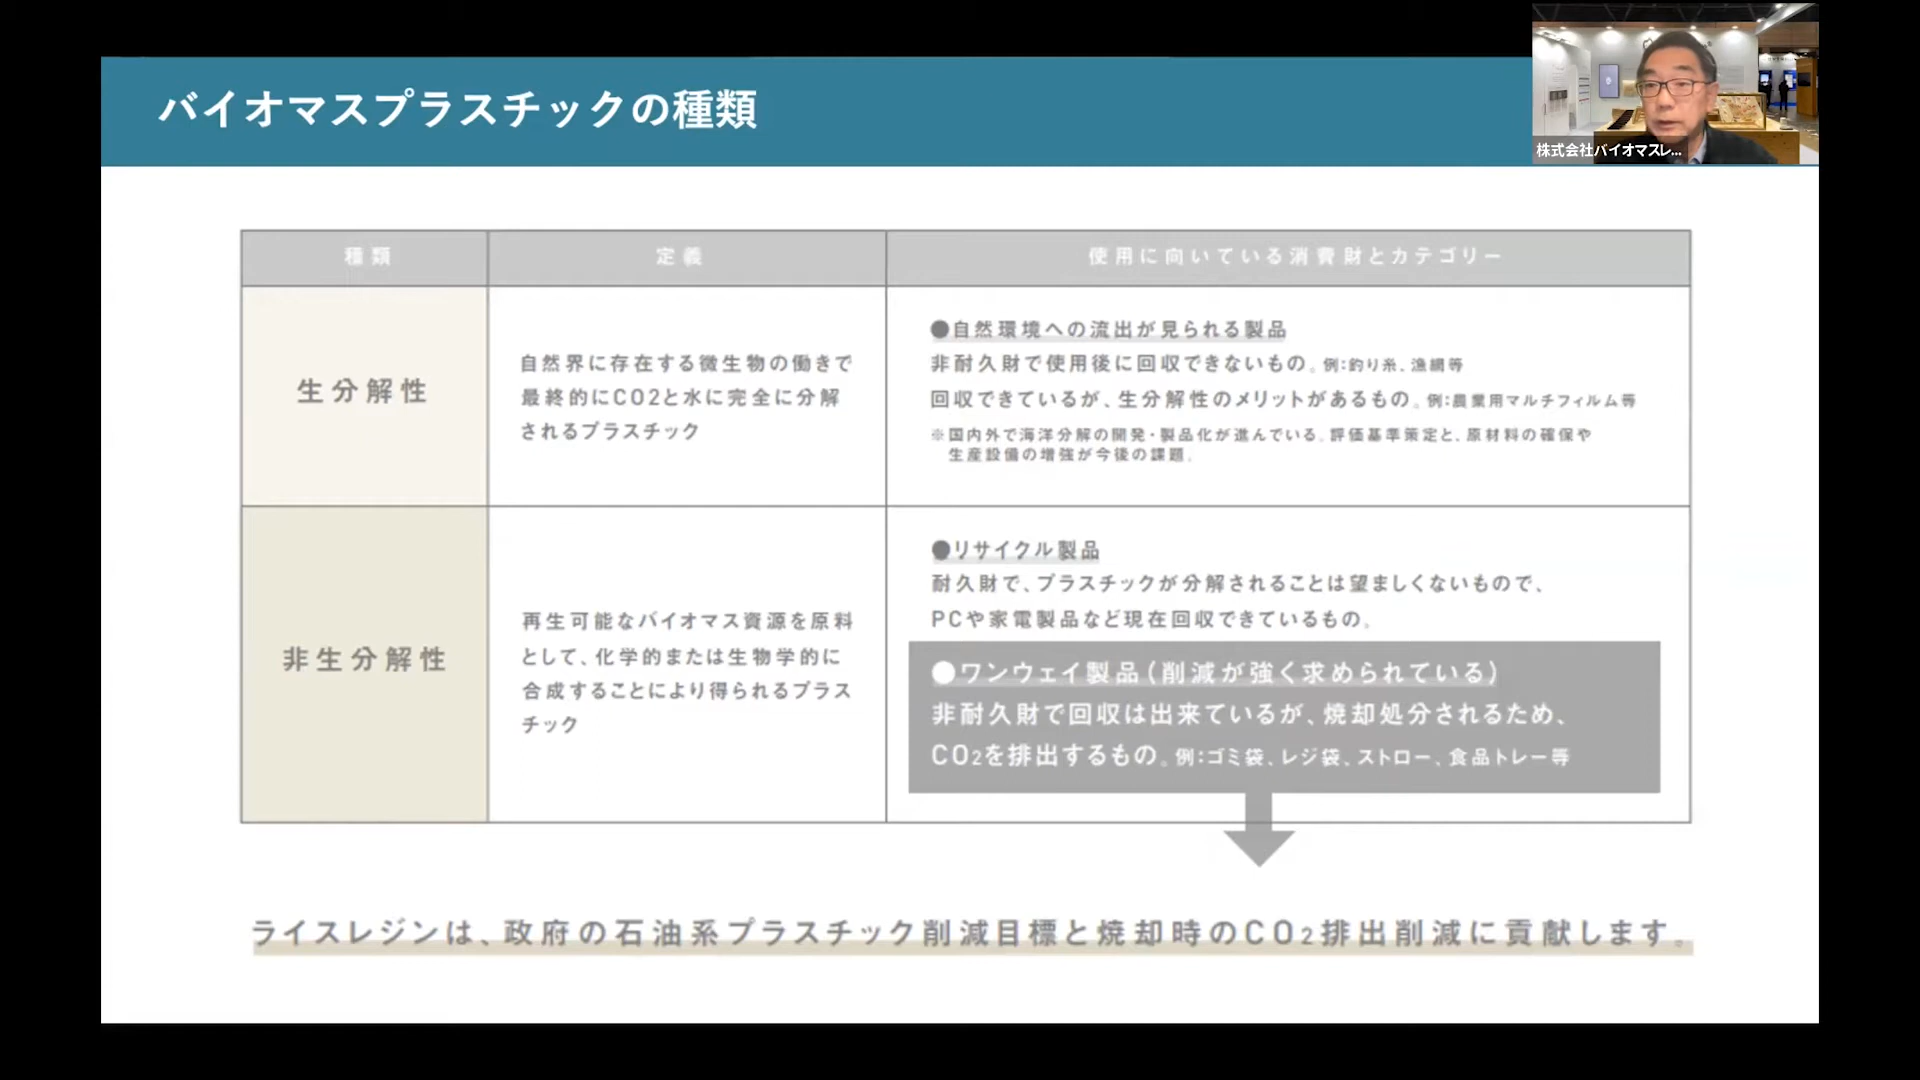 バイオマスプラスチックの種類
株式会社バイオマスレ...
種類
定義
使用に向いている消費財とカテゴリー
生分解性
自然界に存在する微生物の働きで
最終的にCO2と水に完全に分解
されるプラスチック
●自然環境への流出が見られる製品
非耐久財で使用後に回収できないもの。例：釣り糸、漁網等
回収できているが、生分解性のメリットがあるもの。例：農業用マルチフィルム等
※国内外で海洋分解の開発・製品化が進んでいる。評価基準策定と、原材料の確保や
生産設備の増強が今後の課題。
非生分解性
再生可能なバイオマス資源を原料
として、化学的または生物学的に
合成することにより得られるプラス
チック
●リサイクル製品
耐久財で、プラスチックが分解されることは望ましくないもので、
PCや家電製品など現在回収できているもの。
●ワンウェイ製品（削減が強く求められている）
非耐久財で回収は出来ているが、焼却処分されるため、
CO2を排出するもの。例：ゴミ袋、レジ袋、ストロー、食品トレー等
ライスレジンは、政府の石油系プラスチック削減目標と焼却時のCO2排出削減に貢献します。